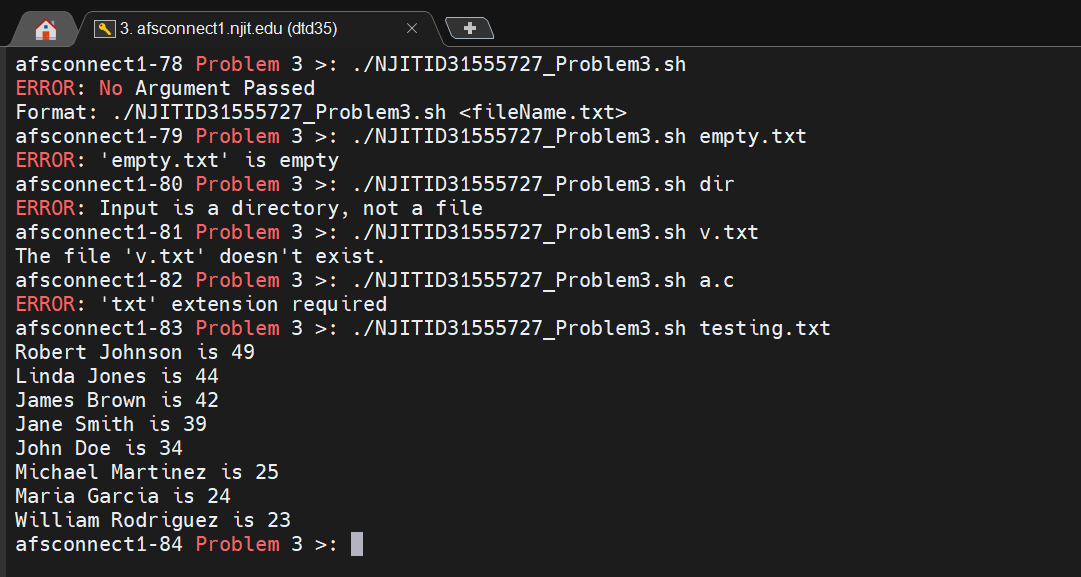 3. afsconnect1.njit.edu (dtd35)
afsconnect1-78 Problem 3 >: ./NJITID31555727_Problem3.sh
ERROR: No Argument Passed
Format: ./NJITID31555727_Problem3.sh <fileName.txt>
afsconnect1-79 Problem 3 >: ./NJITID31555727_Problem3.sh empty.txt
ERROR: 'empty.txt' is empty
afsconnect1-80 Problem 3 >: ./NJITID31555727_Problem3.sh dir
ERROR: Input is a directory, not a file
afsconnect1-81 Problem 3 >: ./NJITID31555727_Problem3.sh v.txt
The file 'v.txt' doesn't exist.
afsconnect1-82 Problem 3 >: ./NJITID31555727_Problem3.sh a.c
ERROR: 'txt' extension required
afsconnect1-83 Problem 3 >: ./NJITID31555727_Problem3.sh testing.txt
Robert Johnson is 49
Linda Jones is 44
James Brown is 42
Jane Smith is 39
John Doe is 34
Michael Martinez is 25
Maria Garcia is 24
William Rodriguez is 23
afsconnect1-84 Problem 3 >: